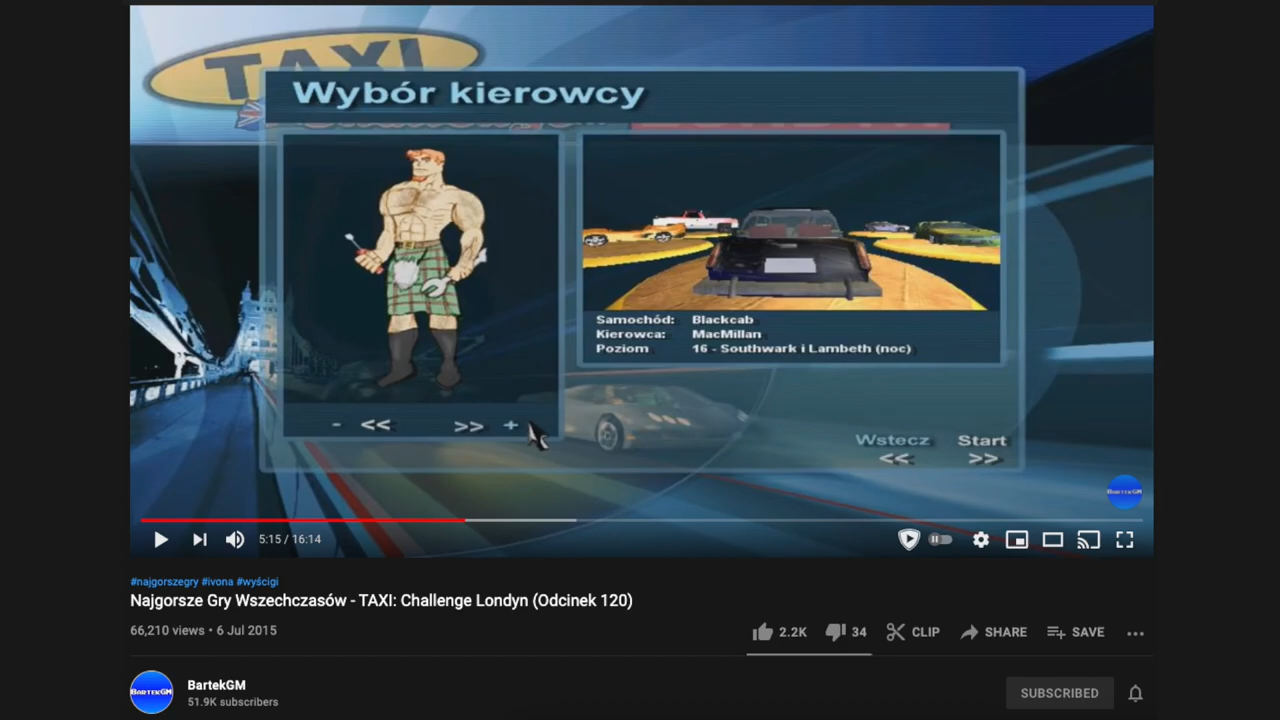 TAXI
Wybór kierowcy
Samochód: Blackcab
Kierowca: MacMillan
Poziom 16 - Southwark i Lambeth (noc)
- << >> +
Wstecz Start
<< >>
BARTEKGM
5:15 / 16:14
#najgorszegry #ivona #wyścigi
Najgorsze Gry Wszechczasów - TAXI: Challenge Londyn (Odcinek 120)
66,210 views • 6 Jul 2015
2.2K 34 CLIP SHARE SAVE
BARTEKGM
BartekGM
51.9K subscribers
SUBSCRIBED